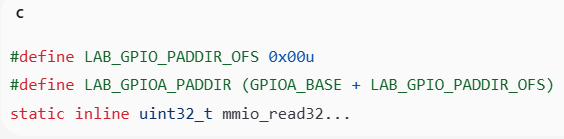 c
#define LAB_GPIO_PADDIR_OFS 0x00u
#define LAB_GPIOA_PADDIR (GPIOA_BASE + LAB_GPIO_PADDIR_OFS)
static inline uint32_t mmio_read32...